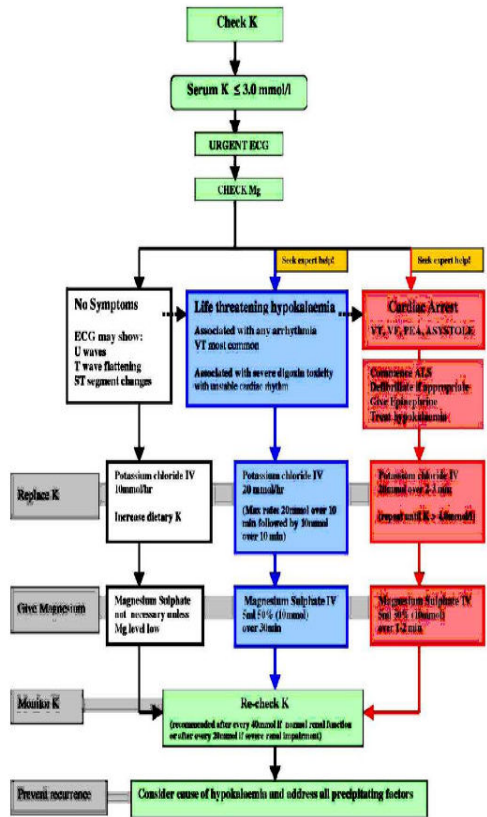 Check K
Serum K ≤ 3.0 mmol/l
URGENT ECG
CHECK Mg
Seek expert help!
Seek expert help!
No Symptoms
ECG may show:
U waves
T wave flattening
ST segment changes
Life threatening hypokalaemia
Associated with any arrhythmia
VT most common
Associated with severe digoxin toxicity
with unstable cardiac rhythm
Cardiac Arrest
VT, VF, PEA, ASYSTOLE
Commence ALS
Defibrillate if appropriate
Give Epinephrine
Treat hypokalaemia
Replace K
Potassium chloride IV
10mmol/hr
Increase dietary K
Potassium chloride IV
20 mmol/hr
(Max rates 20mmol over 10
min followed by 10mmol
over 10 min)
Potassium chloride IV
20mmol over 2-3 min
(repeat until K > 4.0mmol/l)
Give Magnesium
Magnesium Sulphate
not necessary unless
Mg level low
Magnesium Sulphate IV
5ml 50% (10mmol)
over 30min
Magnesium Sulphate IV
5ml 50% (10mmol)
over 1-2 min
Monitor K
Re-check K
(recommended after every 40mmol if normal renal function
or after every 20mmol if severe renal impairment)
Prevent recurrence
Consider cause of hypokalaemia and address all precipitating factors